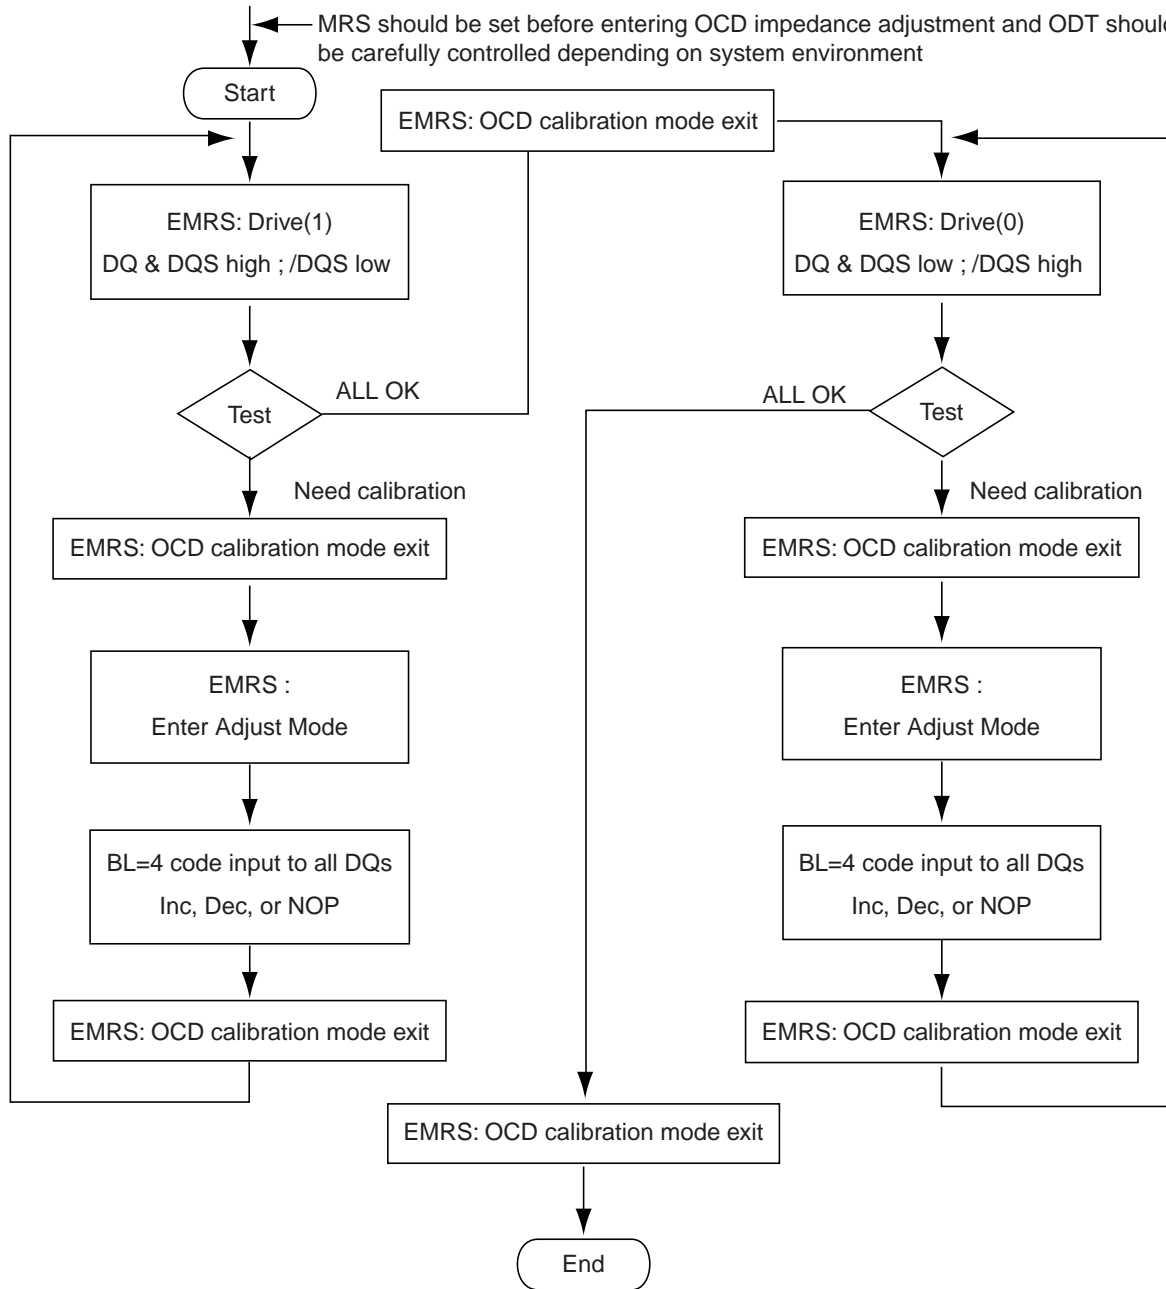 MRS should be set before entering OCD impedance adjustment and ODT should
be carefully controlled depending on system environment
Start
EMRS: OCD calibration mode exit
EMRS: Drive(1)
DQ & DQS high ; /DQS low
EMRS: Drive(0)
DQ & DQS low ; /DQS high
ALL OK
Test
ALL OK
Test
Need calibration
Need calibration
EMRS: OCD calibration mode exit
EMRS: OCD calibration mode exit
EMRS :
Enter Adjust Mode
EMRS :
Enter Adjust Mode
BL=4 code input to all DQs
Inc, Dec, or NOP
BL=4 code input to all DQs
Inc, Dec, or NOP
EMRS: OCD calibration mode exit
EMRS: OCD calibration mode exit
EMRS: OCD calibration mode exit
End